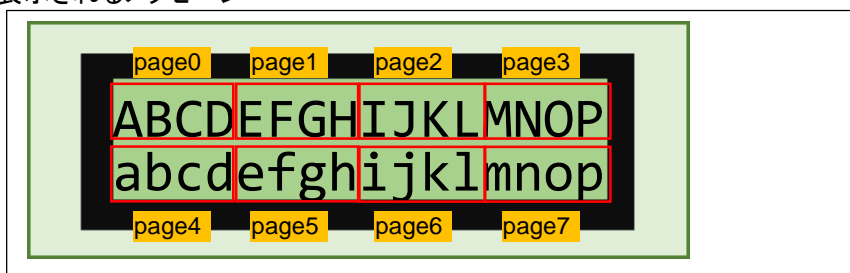 page0 page1 page2 page3
ABCDEFGHIJKLMNOP
abcdefghijklmnop
page4 page5 page6 page7